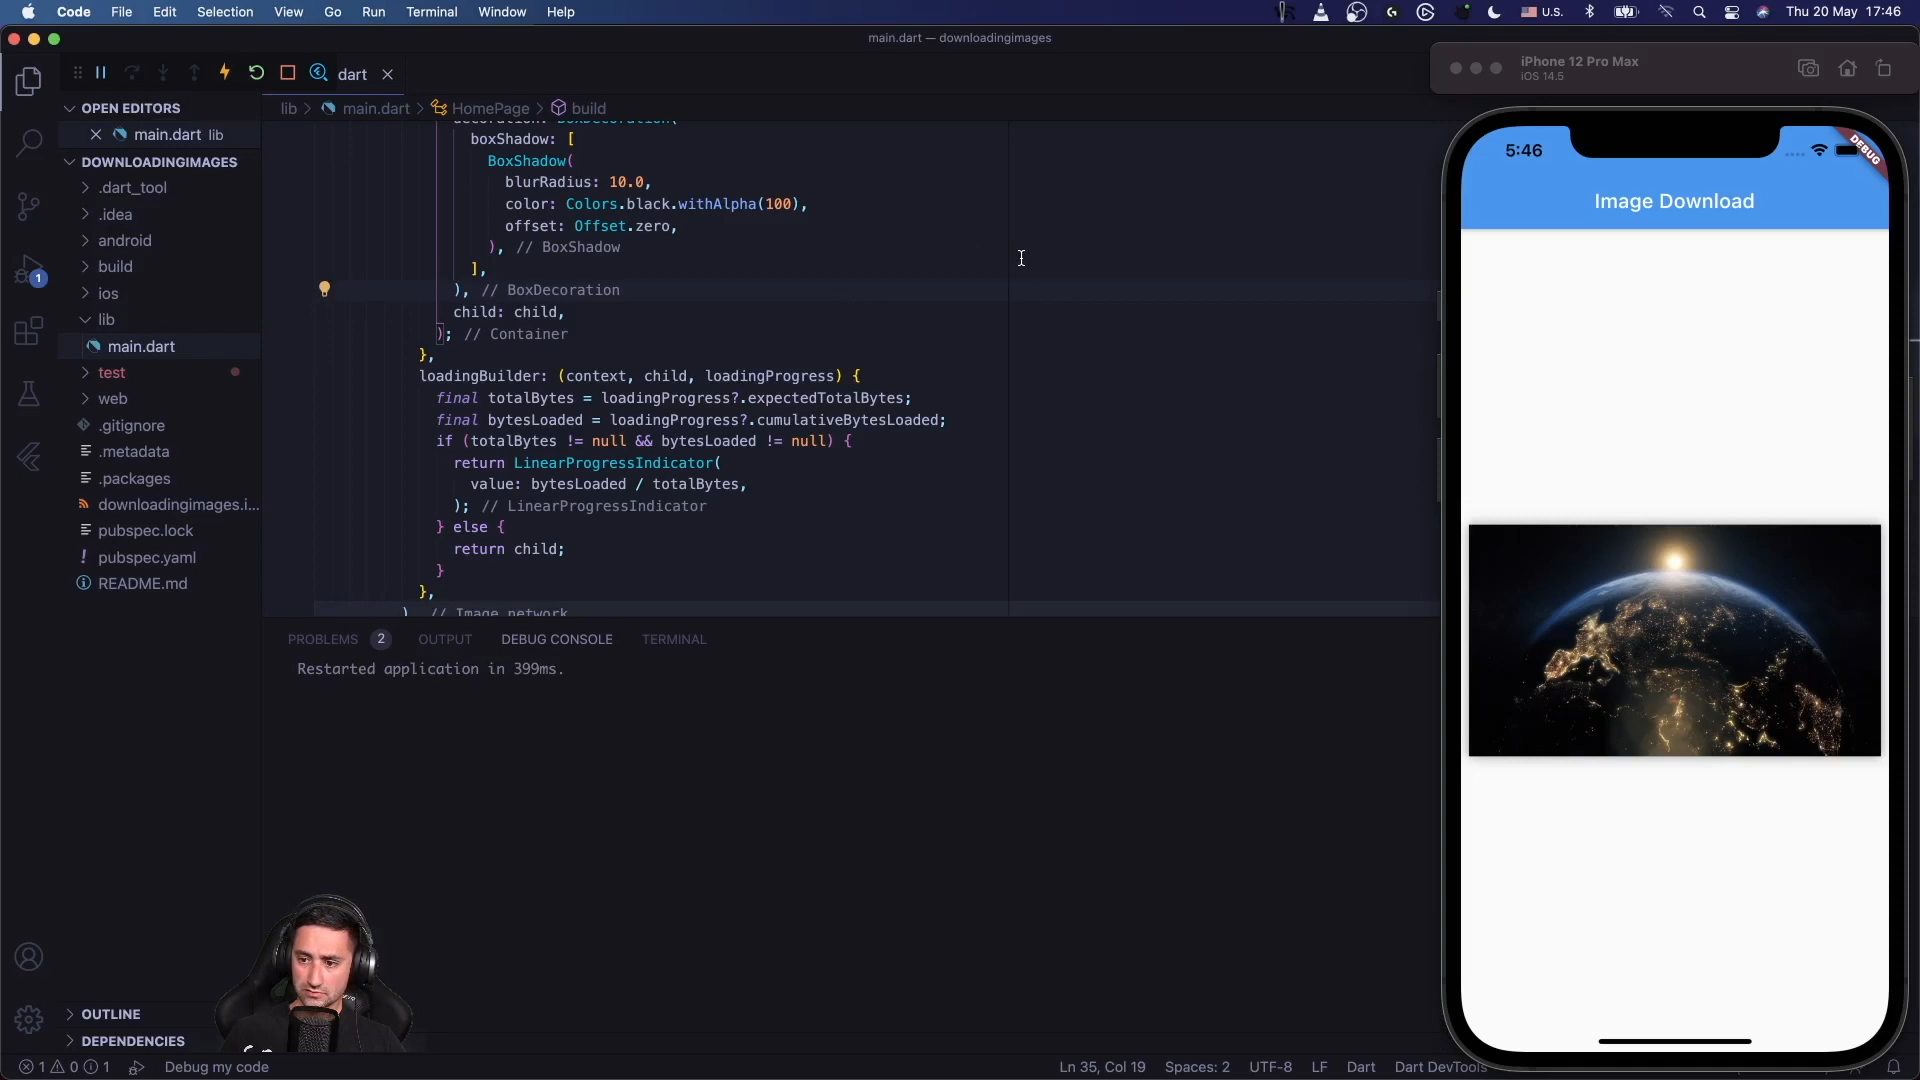 Code File Edit Selection View Go Run Terminal Window Help U.S. Thu 20 May 17:46
main.dart — downloadingimages
dart
OPEN EDITORS
main.dart lib
DOWNLOADINGIMAGES
.dart_tool
.idea
android
build
1
ios
lib
main.dart
test
web
.gitignore
.metadata
.packages
downloadingimages.i...
pubspec.lock
pubspec.yaml
README.md
OUTLINE
DEPENDENCIES
lib > main.dart > HomePage > build
decoration: BoxDecoration(
boxShadow: [
BoxShadow(
blurRadius: 10.0,
color: Colors.black.withAlpha(100),
offset: Offset.zero,
), // BoxShadow
],
), // BoxDecoration
child: child,
); // Container
},
loadingBuilder: (context, child, loadingProgress) {
final totalBytes = loadingProgress?.expectedTotalBytes;
final bytesLoaded = loadingProgress?.cumulativeBytesLoaded;
if (totalBytes != null && bytesLoaded != null) {
return LinearProgressIndicator(
value: bytesLoaded / totalBytes,
); // LinearProgressIndicator
} else {
return child;
}
},
) // Image network
PROBLEMS 2 OUTPUT DEBUG CONSOLE TERMINAL
Restarted application in 399ms.
iPhone 12 Pro Max
iOS 14.5
5:46
DEBUG
Image Download
1 0 1 Debug my code Ln 35, Col 19 Spaces: 2 UTF-8 LF Dart Dart DevTools